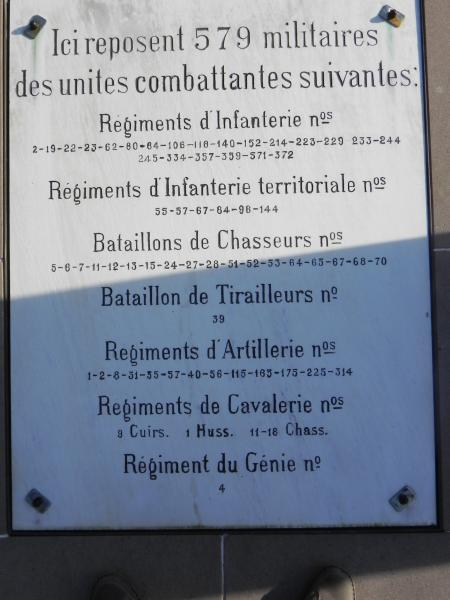 Ici reposent 579 militaires
des unites combattantes suivantes:
Régiments d'Infanterie nos
2-19-22-23-62-80-84-106-118-140-152-214-223-229 233-244
245-334-357-359-371-372
Régiments d'Infanterie territoriale nos
55-57-67-84-98-144
Bataillons de Chasseurs nos
5-6-7-11-12-13-15-24-27-28-51-52-53-64-65-67-68-70
Bataillon de Tirailleurs no
39
Regiments d'Artillerie nos
1-2-8-31-35-37-40-56-115-163-175-225-314
Regiments de Cavalerie nos
9 Cuirs. 1 Huss. 11-18 Chass.
Régiment du Génie no
4